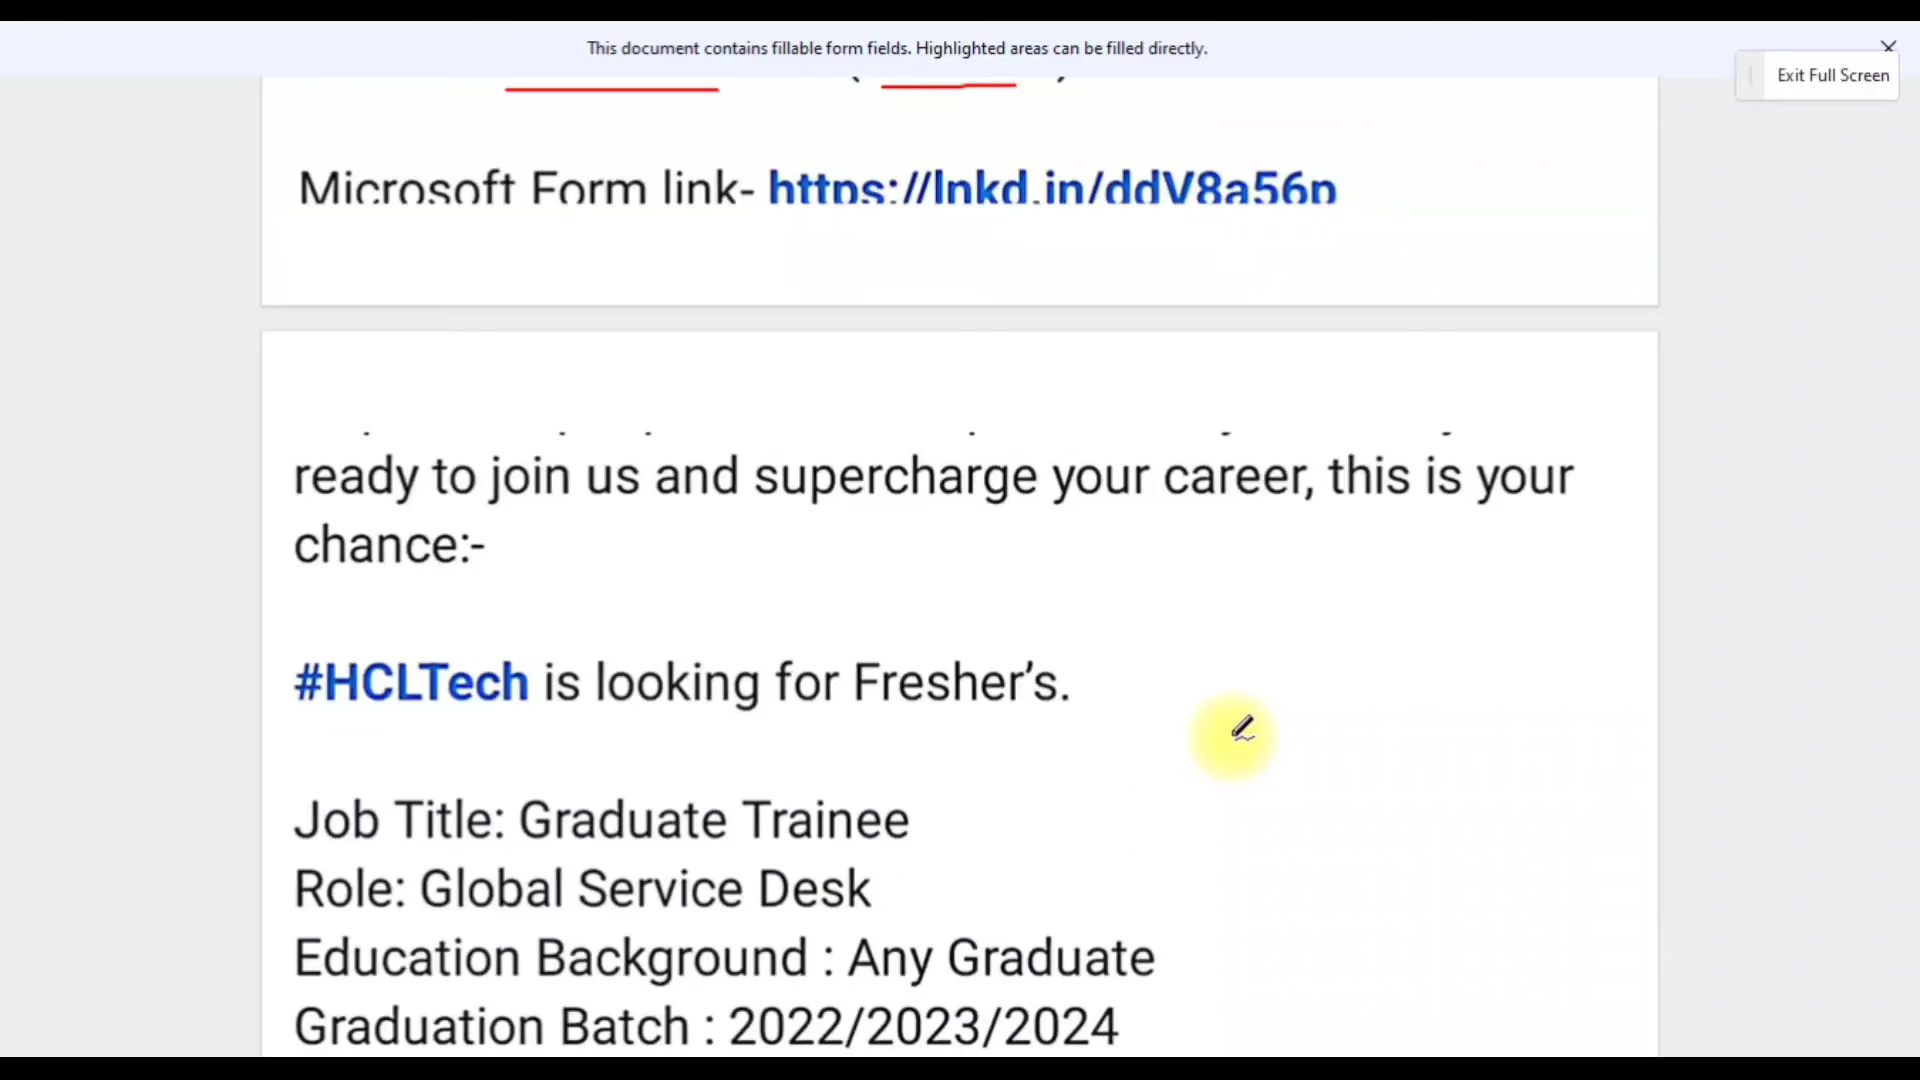 This document contains fillable form fields. Highlighted areas can be filled directly.
Exit Full Screen
Microsoft Form link- https://lnkd.in/ddV8a56p
ready to join us and supercharge your career, this is your
chance:-
#HCLTech is looking for Fresher’s.
Job Title: Graduate Trainee
Role: Global Service Desk
Education Background : Any Graduate
Graduation Batch : 2022/2023/2024